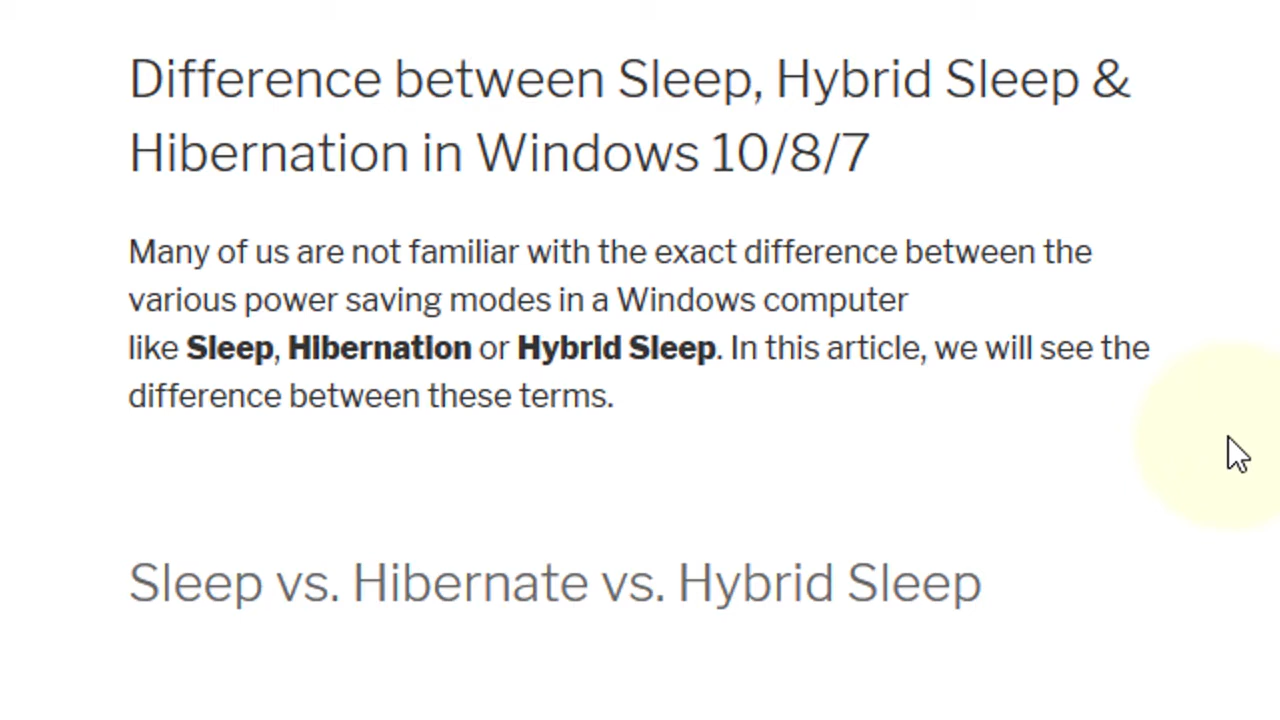 Difference between Sleep, Hybrid Sleep &
Hibernation in Windows 10/8/7
Many of us are not familiar with the exact difference between the
various power saving modes in a Windows computer
like Sleep, Hibernation or Hybrid Sleep. In this article, we will see the
difference between these terms.
Sleep vs. Hibernate vs. Hybrid Sleep